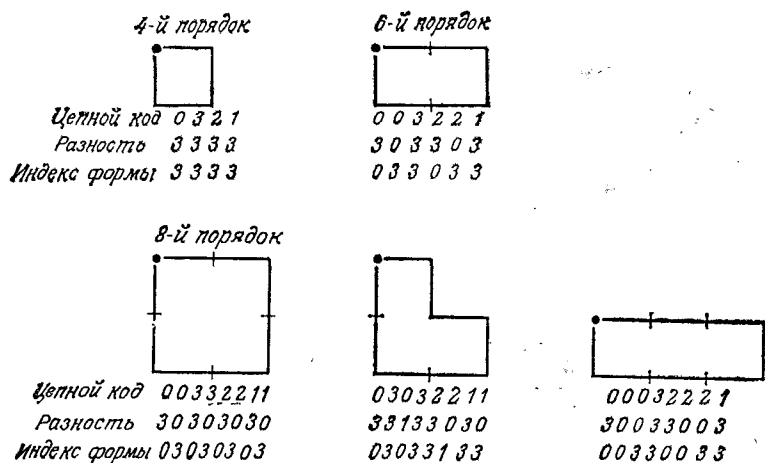 4-й порядок
6-й порядок
Цепной код 0 3 2 1
0 0 3 2 2 1
Разность 3 3 3 3
3 0 3 3 0 3
Индекс формы 3 3 3 3
0 3 3 0 3 3
8-й порядок
Цепной код 0 0 3 3 2 2 1 1
0 3 0 3 2 2 1 1
0 0 0 3 2 2 2 1
Разность 3 0 3 0 3 0 3 0
3 3 1 3 3 0 3 0
3 0 0 3 3 0 0 3
Индекс формы 0 3 0 3 0 3 0 3
0 3 0 3 3 1 3 3
0 0 3 3 0 0 3 3